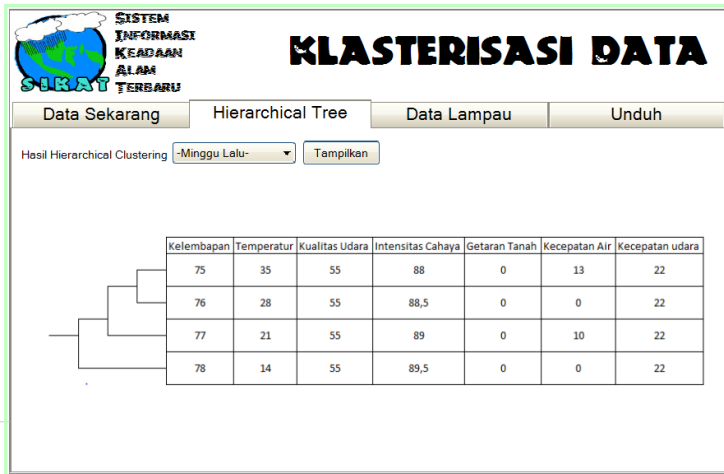 SISTEM
INFORMASI
KEADAAN
ALAM
TERBARU
SIKAT
KLASTERISASI DATA
Data Sekarang Hierarchical Tree Data Lampau Unduh
Hasil Hierarchical Clustering -Minggu Lalu- Tampilkan
Kelembapan Temperatur Kualitas Udara Intensitas Cahaya Getaran Tanah Kecepatan Air Kecepatan udara
75 35 55 88 0 13 22
76 28 55 88,5 0 0 22
77 21 55 89 0 10 22
78 14 55 89,5 0 0 22